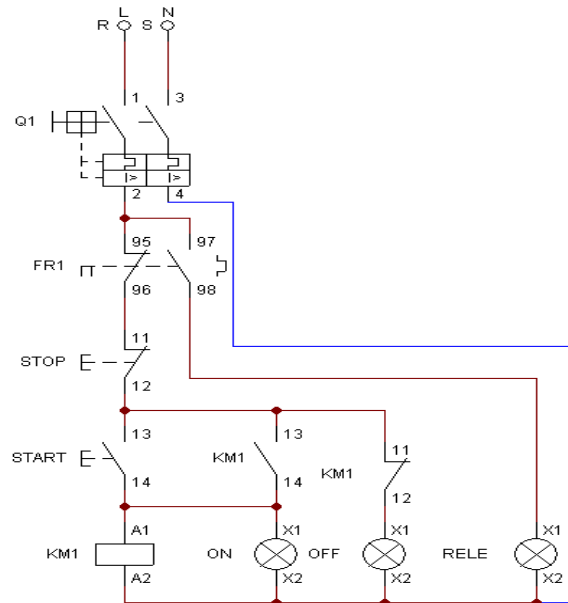 L N
R S
1 3
Q1
I> I>
2 4
95 97
FR1
96 98
11
STOP
12
13 13 11
START KM1 KM1
14 14 12
A1 X1 X1 X1
KM1 ON OFF RELE
A2 X2 X2 X2